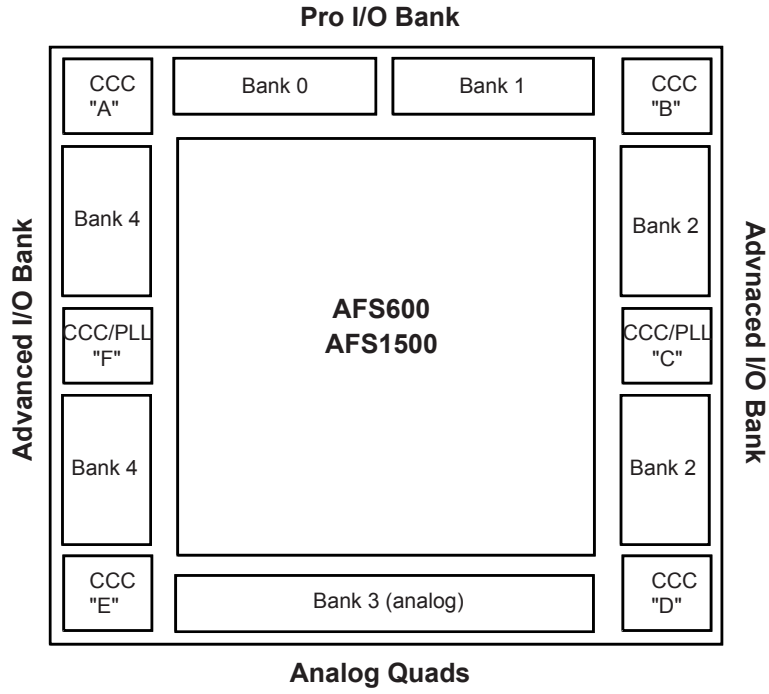 Pro I/O Bank
CCC
"A"
Bank 0
Bank 1
CCC
"B"
Bank 4
Bank 2
Advanced I/O Bank
Advnaced I/O Bank
AFS600
AFS1500
CCC/PLL
"F"
CCC/PLL
"C"
Bank 4
Bank 2
CCC
"E"
Bank 3 (analog)
CCC
"D"
Analog Quads